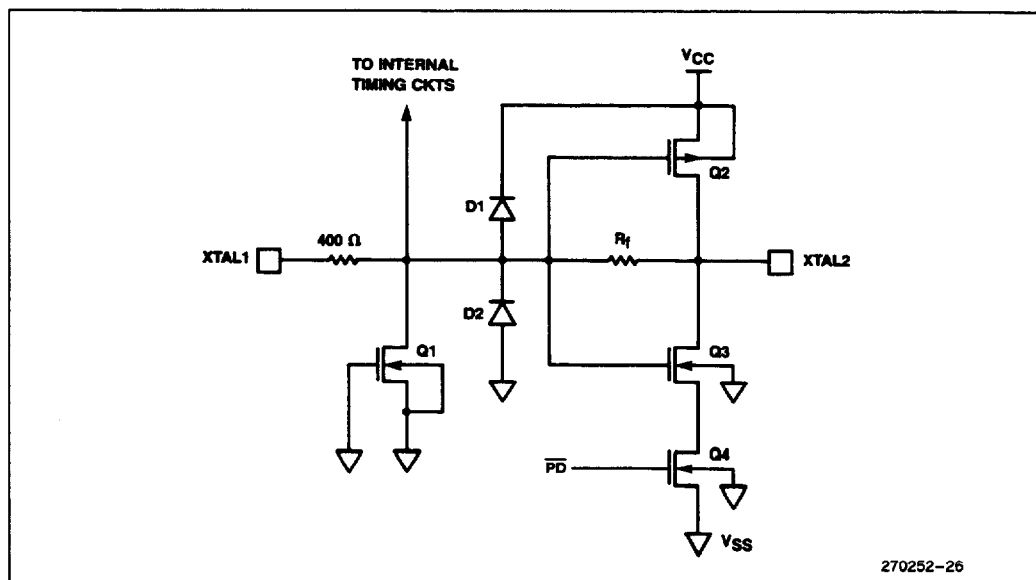 TO INTERNAL
TIMING CKTS
VCC
Q2
D1
400 Ω
Rf
XTAL1
XTAL2
D2
Q1
Q3
PD
Q4
VSS
270252-26